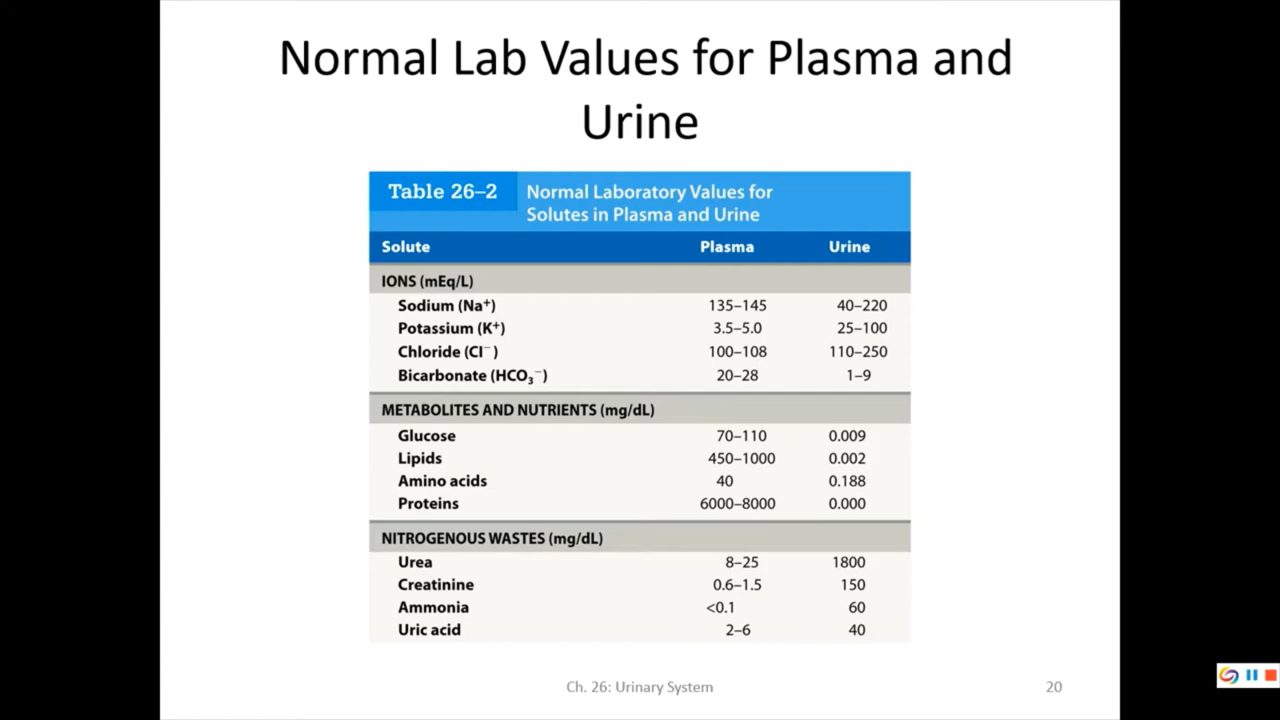 Normal Lab Values for Plasma and
Urine
Table 26–2 Normal Laboratory Values for
Solutes in Plasma and Urine
Solute Plasma Urine
IONS (mEq/L)
Sodium (Na⁺) 135–145 40–220
Potassium (K⁺) 3.5–5.0 25–100
Chloride (Cl⁻) 100–108 110–250
Bicarbonate (HCO₃⁻) 20–28 1–9
METABOLITES AND NUTRIENTS (mg/dL)
Glucose 70–110 0.009
Lipids 450–1000 0.002
Amino acids 40 0.188
Proteins 6000–8000 0.000
NITROGENOUS WASTES (mg/dL)
Urea 8–25 1800
Creatinine 0.6–1.5 150
Ammonia <0.1 60
Uric acid 2–6 40
Ch. 26: Urinary System 20